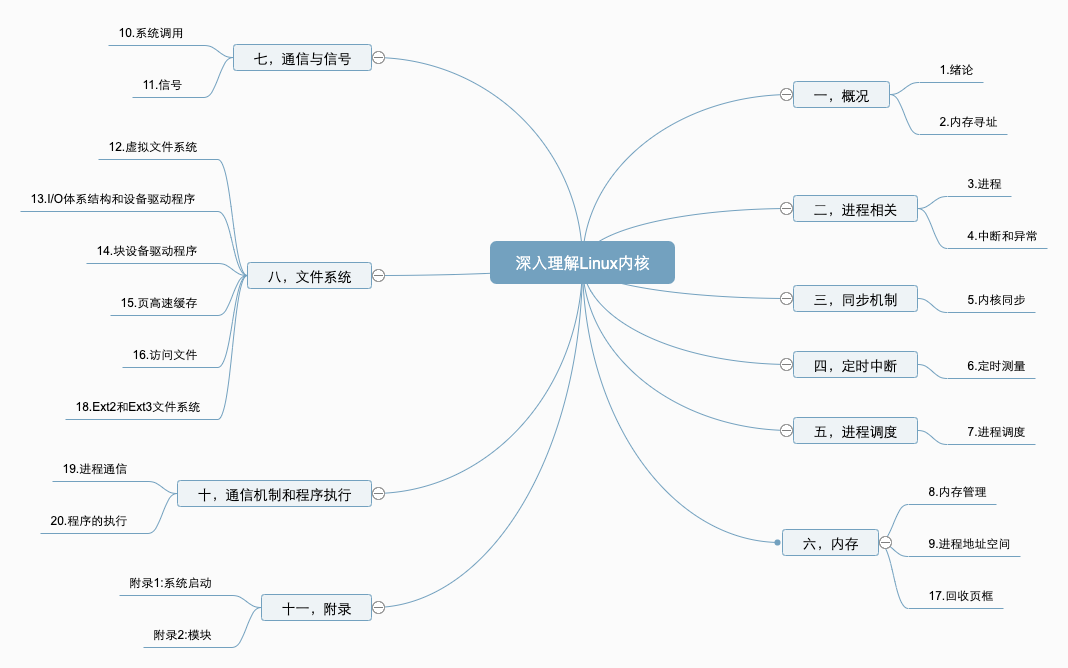 深入理解Linux内核
一，概况
1.绪论
2.内存寻址
二，进程相关
3.进程
4.中断和异常
三，同步机制
5.内核同步
四，定时中断
6.定时测量
五，进程调度
7.进程调度
六，内存
8.内存管理
9.进程地址空间
17.回收页框
七，通信与信号
10.系统调用
11.信号
八，文件系统
12.虚拟文件系统
13.I/O体系结构和设备驱动程序
14.块设备驱动程序
15.页高速缓存
16.访问文件
18.Ext2和Ext3文件系统
十，通信机制和程序执行
19.进程通信
20.程序的执行
十一，附录
附录1:系统启动
附录2:模块